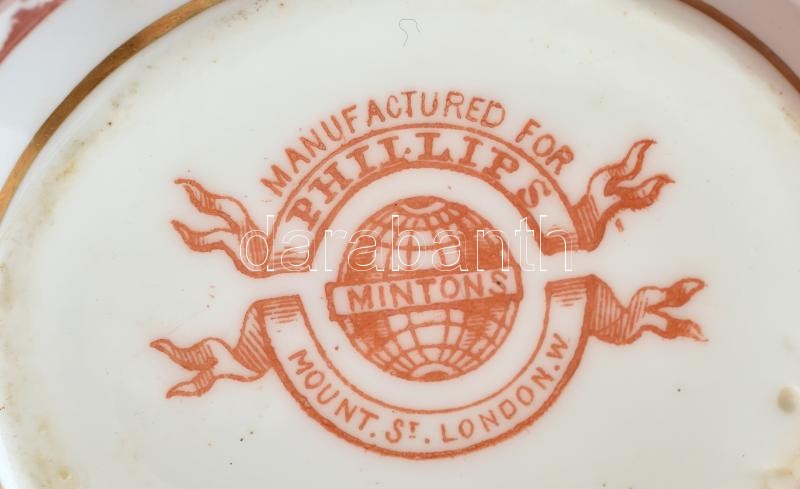 MANUFACTURED FOR
PHILLIPS
MINTONS
MOUNT. ST. LONDON. W.
darabanth